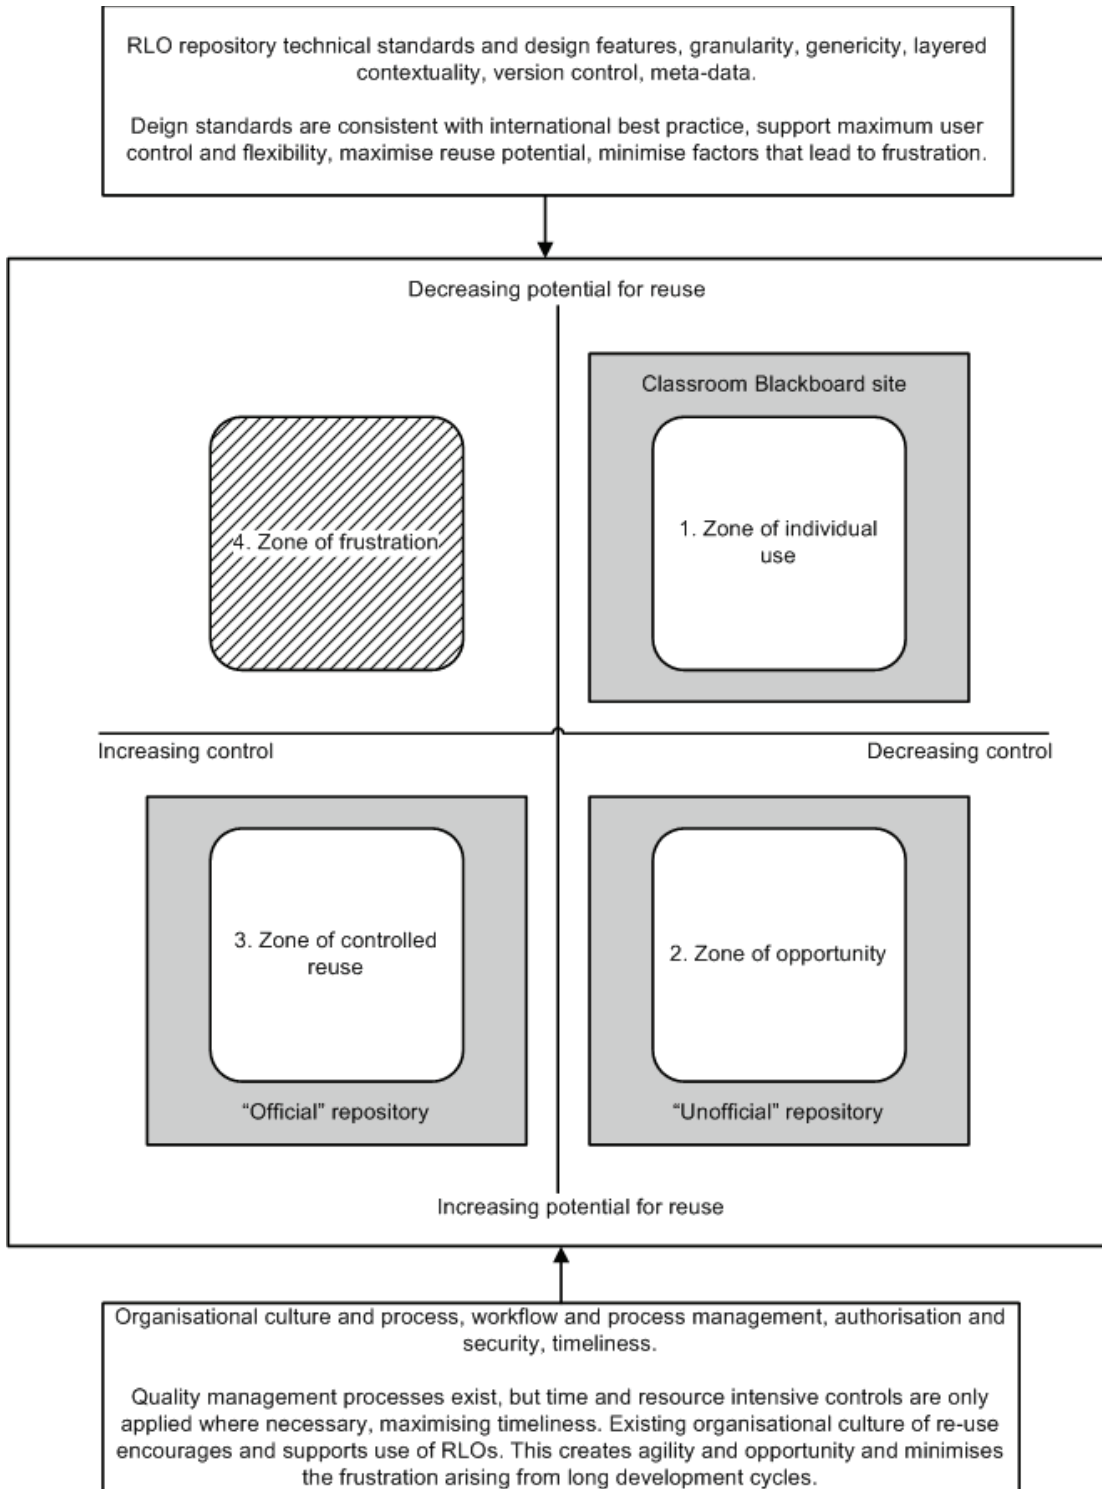 RLO repository technical standards and design features, granularity, genericity, layered
contextuality, version control, meta-data.
Deign standards are consistent with international best practice, support maximum user
control and flexibility, maximise reuse potential, minimise factors that lead to frustration.
Decreasing potential for reuse
Classroom Blackboard site
4. Zone of frustration
1. Zone of individual
use
Increasing control
Decreasing control
3. Zone of controlled
reuse
2. Zone of opportunity
“Official” repository
“Unofficial” repository
Increasing potential for reuse
Organisational culture and process, workflow and process management, authorisation and
security, timeliness.
Quality management processes exist, but time and resource intensive controls are only
applied where necessary, maximising timeliness. Existing organisational culture of re-use
encourages and supports use of RLOs. This creates agility and opportunity and minimises
the frustration arising from long development cycles.